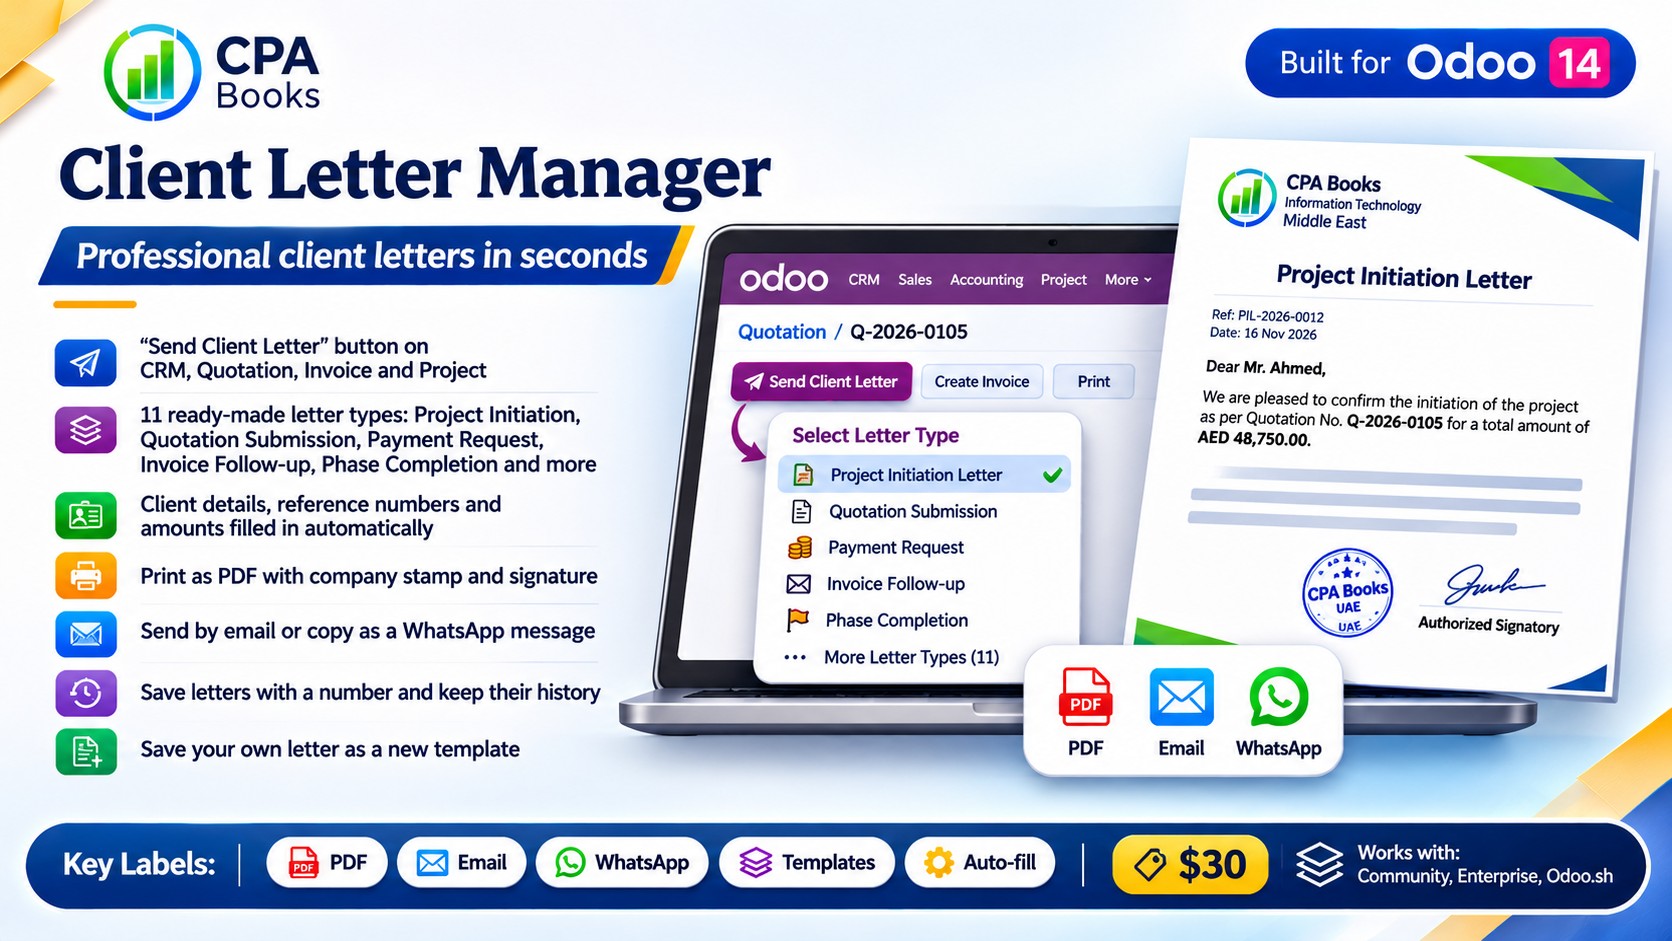 CPA
Books
Built for Odoo 14
Client Letter Manager
Professional client letters in seconds
“Send Client Letter” button on
CRM, Quotation, Invoice and Project
11 ready-made letter types: Project Initiation,
Quotation Submission, Payment Request,
Invoice Follow-up, Phase Completion and more
Client details, reference numbers and
amounts filled in automatically
Print as PDF with company stamp and signature
Send by email or copy as a WhatsApp message
Save letters with a number and keep their history
Save your own letter as a new template
odoo CRM Sales Accounting Project More
Quotation / Q-2026-0105
Send Client Letter Create Invoice Print
Select Letter Type
Project Initiation Letter
Quotation Submission
Payment Request
Invoice Follow-up
Phase Completion
More Letter Types (11)
CPA Books
Information Technology
Middle East
Project Initiation Letter
Ref: PIL-2026-0012
Date: 16 Nov 2026
Dear Mr. Ahmed,
We are pleased to confirm the initiation of the project
as per Quotation No. Q-2026-0105 for a total amount of
AED 48,750.00.
CPA Books
UAE
UAE
Authorized Signatory
PDF
PDF Email WhatsApp
Key Labels: PDF PDF Email WhatsApp Templates Auto-fill $30
Works with:
Community, Enterprise, Odoo.sh